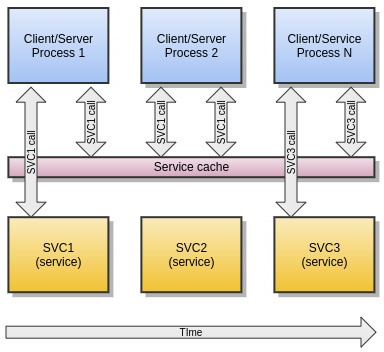 Client/Server
Process 1
Client/Server
Process 2
Client/Service
Process N
SVC1 call
SVC1 call
SVC1 call
SVC1 call
SVC3 call
SVC3 call
Service cache
SVC1
(service)
SVC2
(service)
SVC3
(service)
TIme